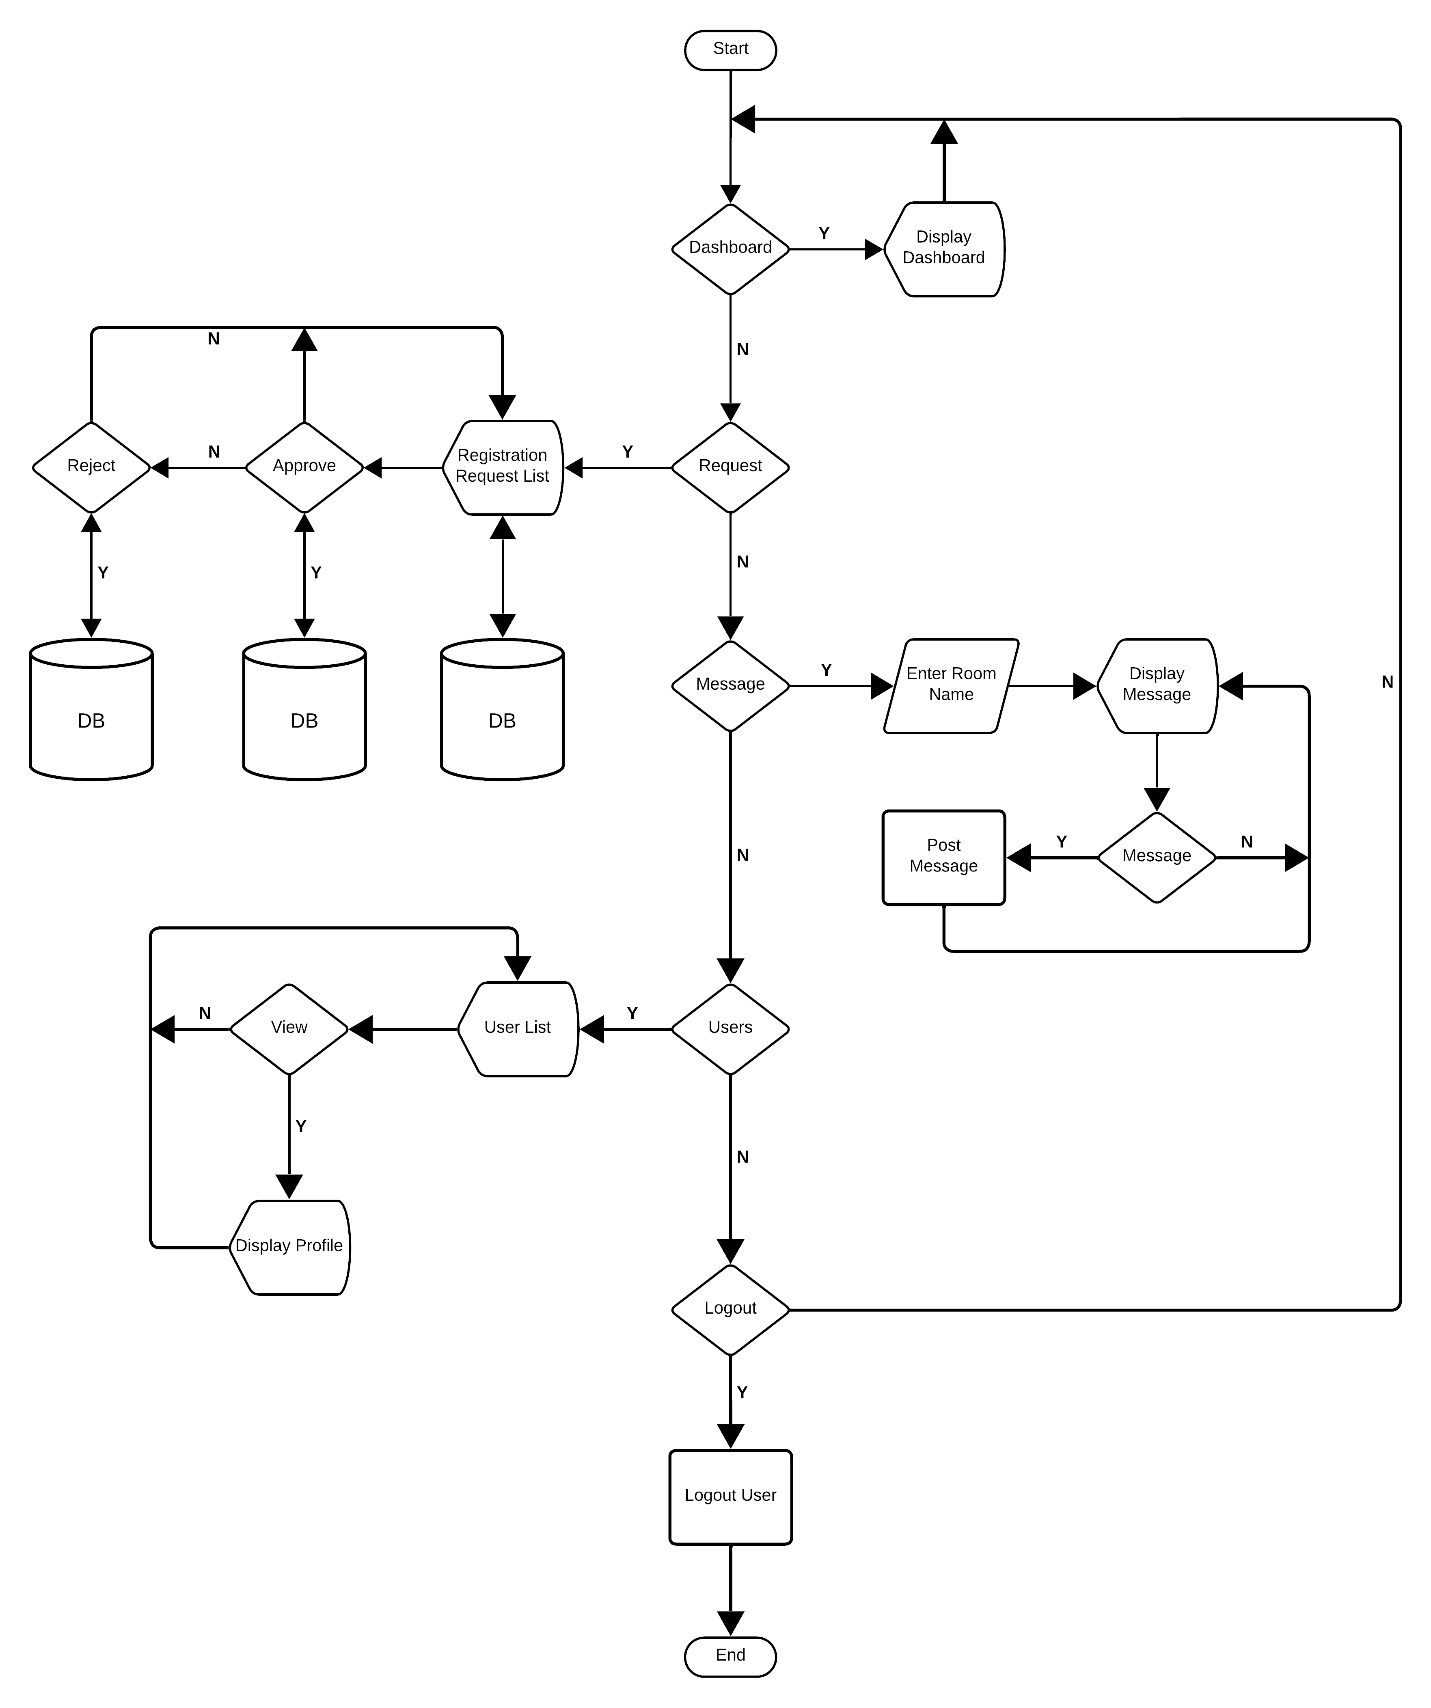 Start
Y
Dashboard
Display
Dashboard
N
N
Reject
N
Approve
Registration
Request List
Y
Request
Y
Y
N
DB
DB
DB
Message
Y
Enter Room
Name
Display
Message
N
Post
Message
Y
Message
N
N
N
View
User List
Y
Users
Y
N
Display Profile
Logout
Y
Logout User
End